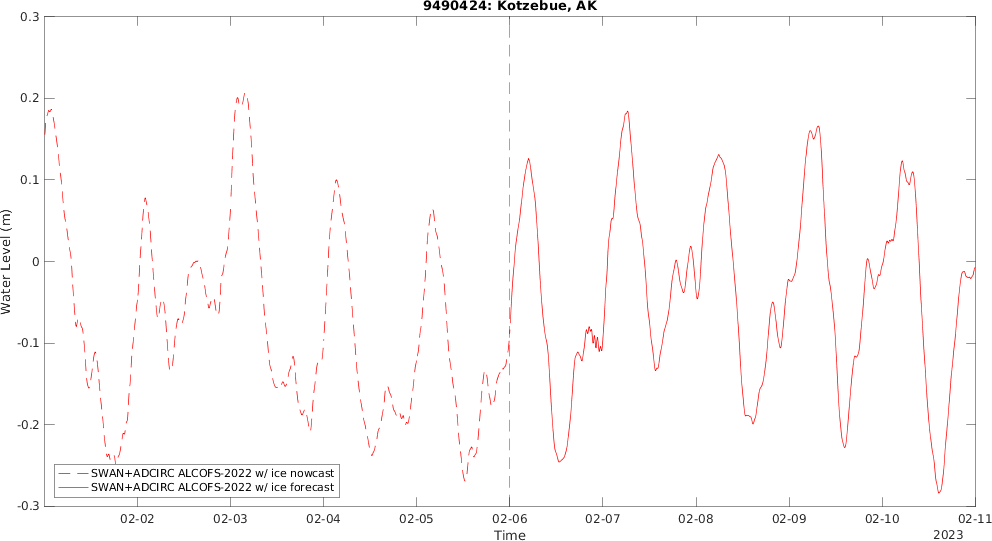 9490424: Kotzebue, AK
0.3
0.2
0.1
0
-0.1
-0.2
-0.3
Water Level (m)
SWAN+ADCIRC ALCOFS-2022 w/ ice nowcast
SWAN+ADCIRC ALCOFS-2022 w/ ice forecast
02-02 02-03 02-04 02-05 02-06 02-07 02-08 02-09 02-10 02-11
Time
2023